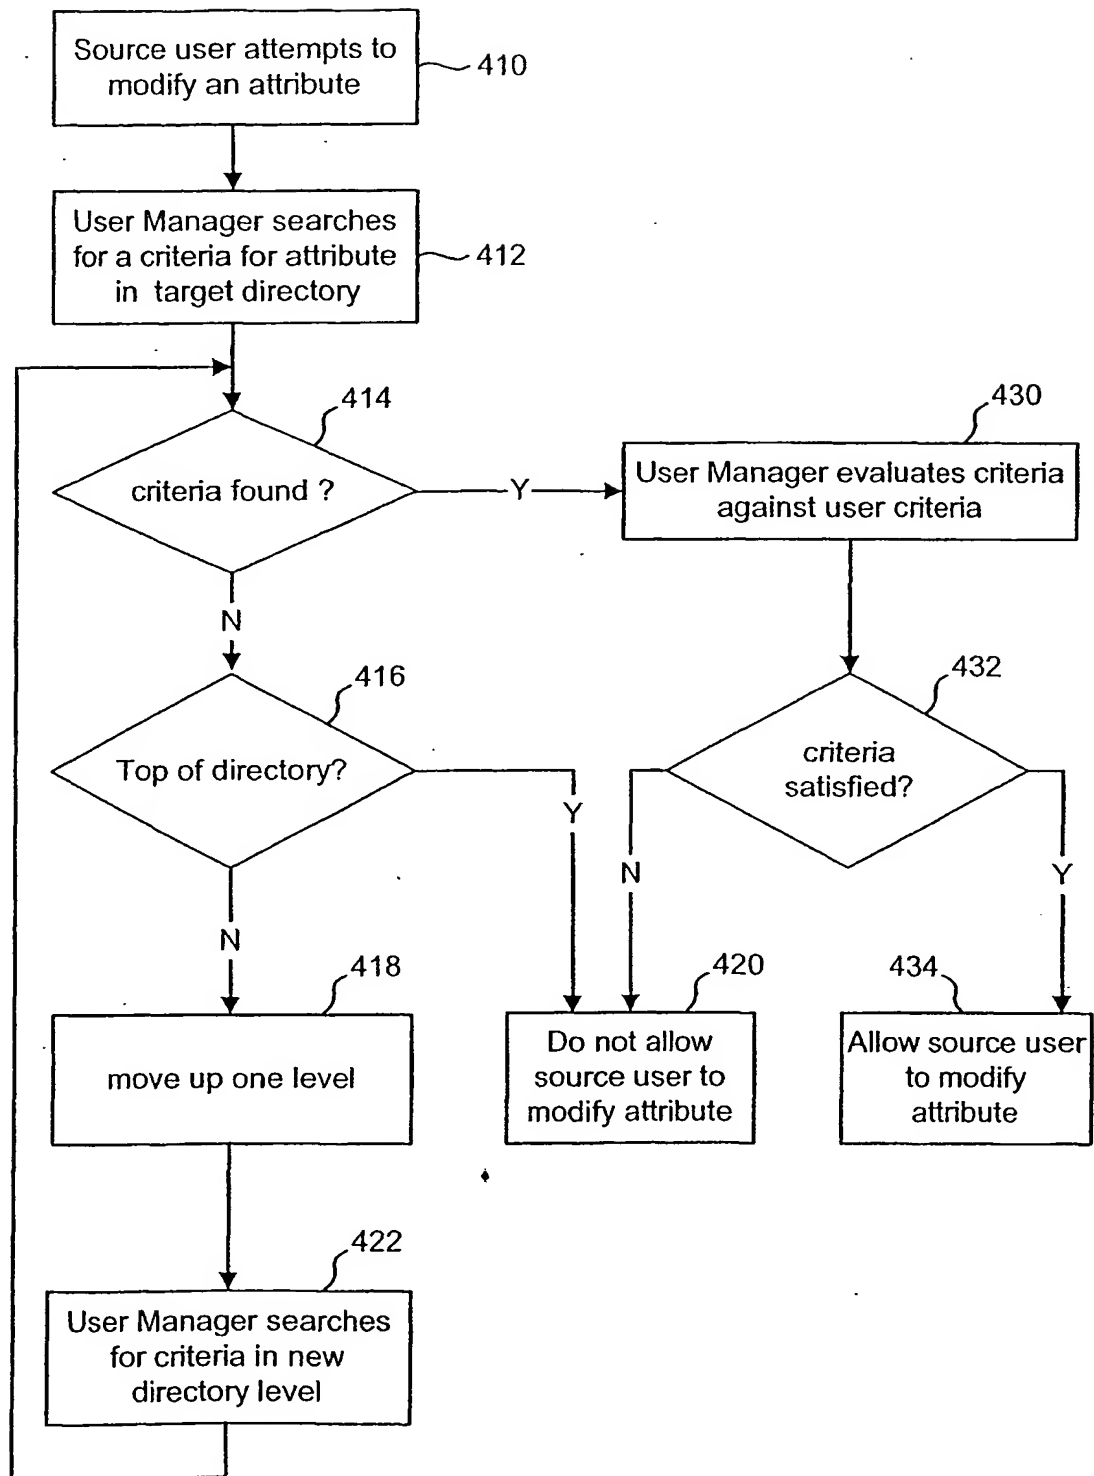 Source user attempts to
modify an attribute
410
User Manager searches
for a criteria for attribute
in target directory
412
414
criteria found ?
Y
430
User Manager evaluates criteria
against user criteria
N
416
Top of directory?
Y
432
criteria
satisfied?
N
Y
N
418
move up one level
420
Do not allow
source user to
modify attribute
434
Allow source user
to modify
attribute
422
User Manager searches
for criteria in new
directory level